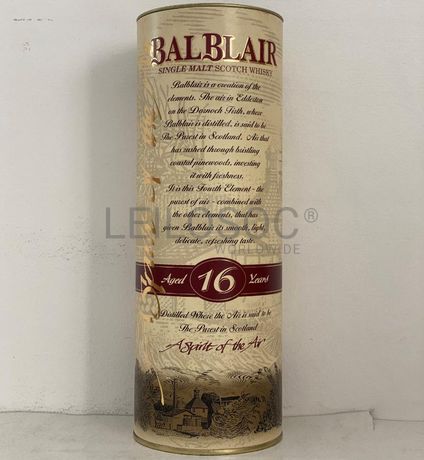 BALBLAIR
SINGLE MALT SCOTCH WHISKY
Balblair is a creation of the
elements. The air in Edderton
on the Dornoch Firth, where
Balblair is distilled, is said to be
The Purest in Scotland. Air that
has rushed through bristling
coastal pinewoods, investing
it with freshness.
It is this Fourth Element - the
purest of air - combined with
the other elements, that has
given Balblair its smooth, light,
delicate, refreshing taste.
LEILOSOC®
WORLDWIDE
Aged 16 Years
Distilled Where the Air is said to be
The Purest in Scotland
A Spirit of the Air